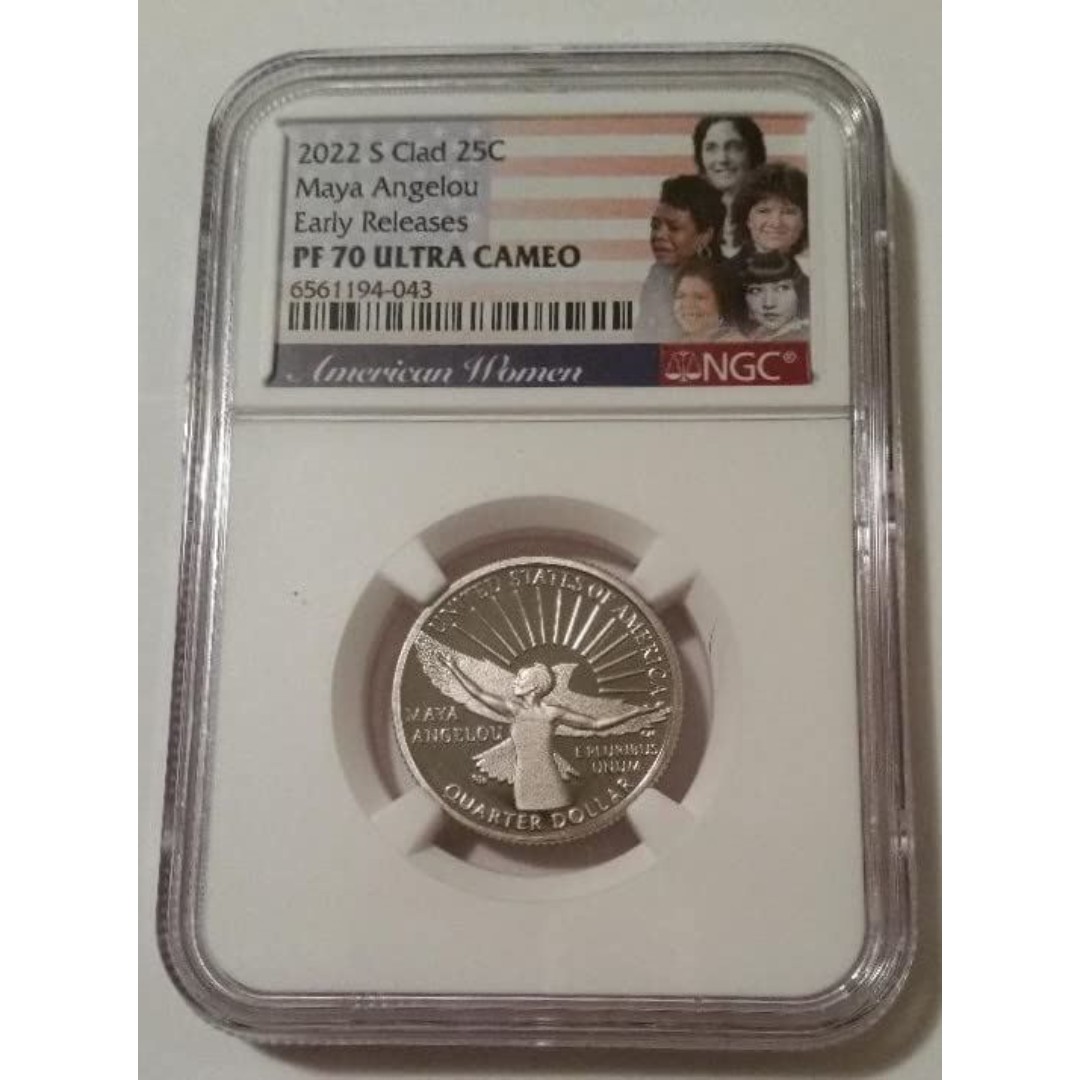 2022 S Clad 25C
Maya Angelou
Early Releases
PF 70 ULTRA CAMEO
6561194-043
American Women
NGC®
UNITED STATES OF AMERICA
MAYA
ANGELOU
E PLURIBUS
UNUM
QUARTER DOLLAR